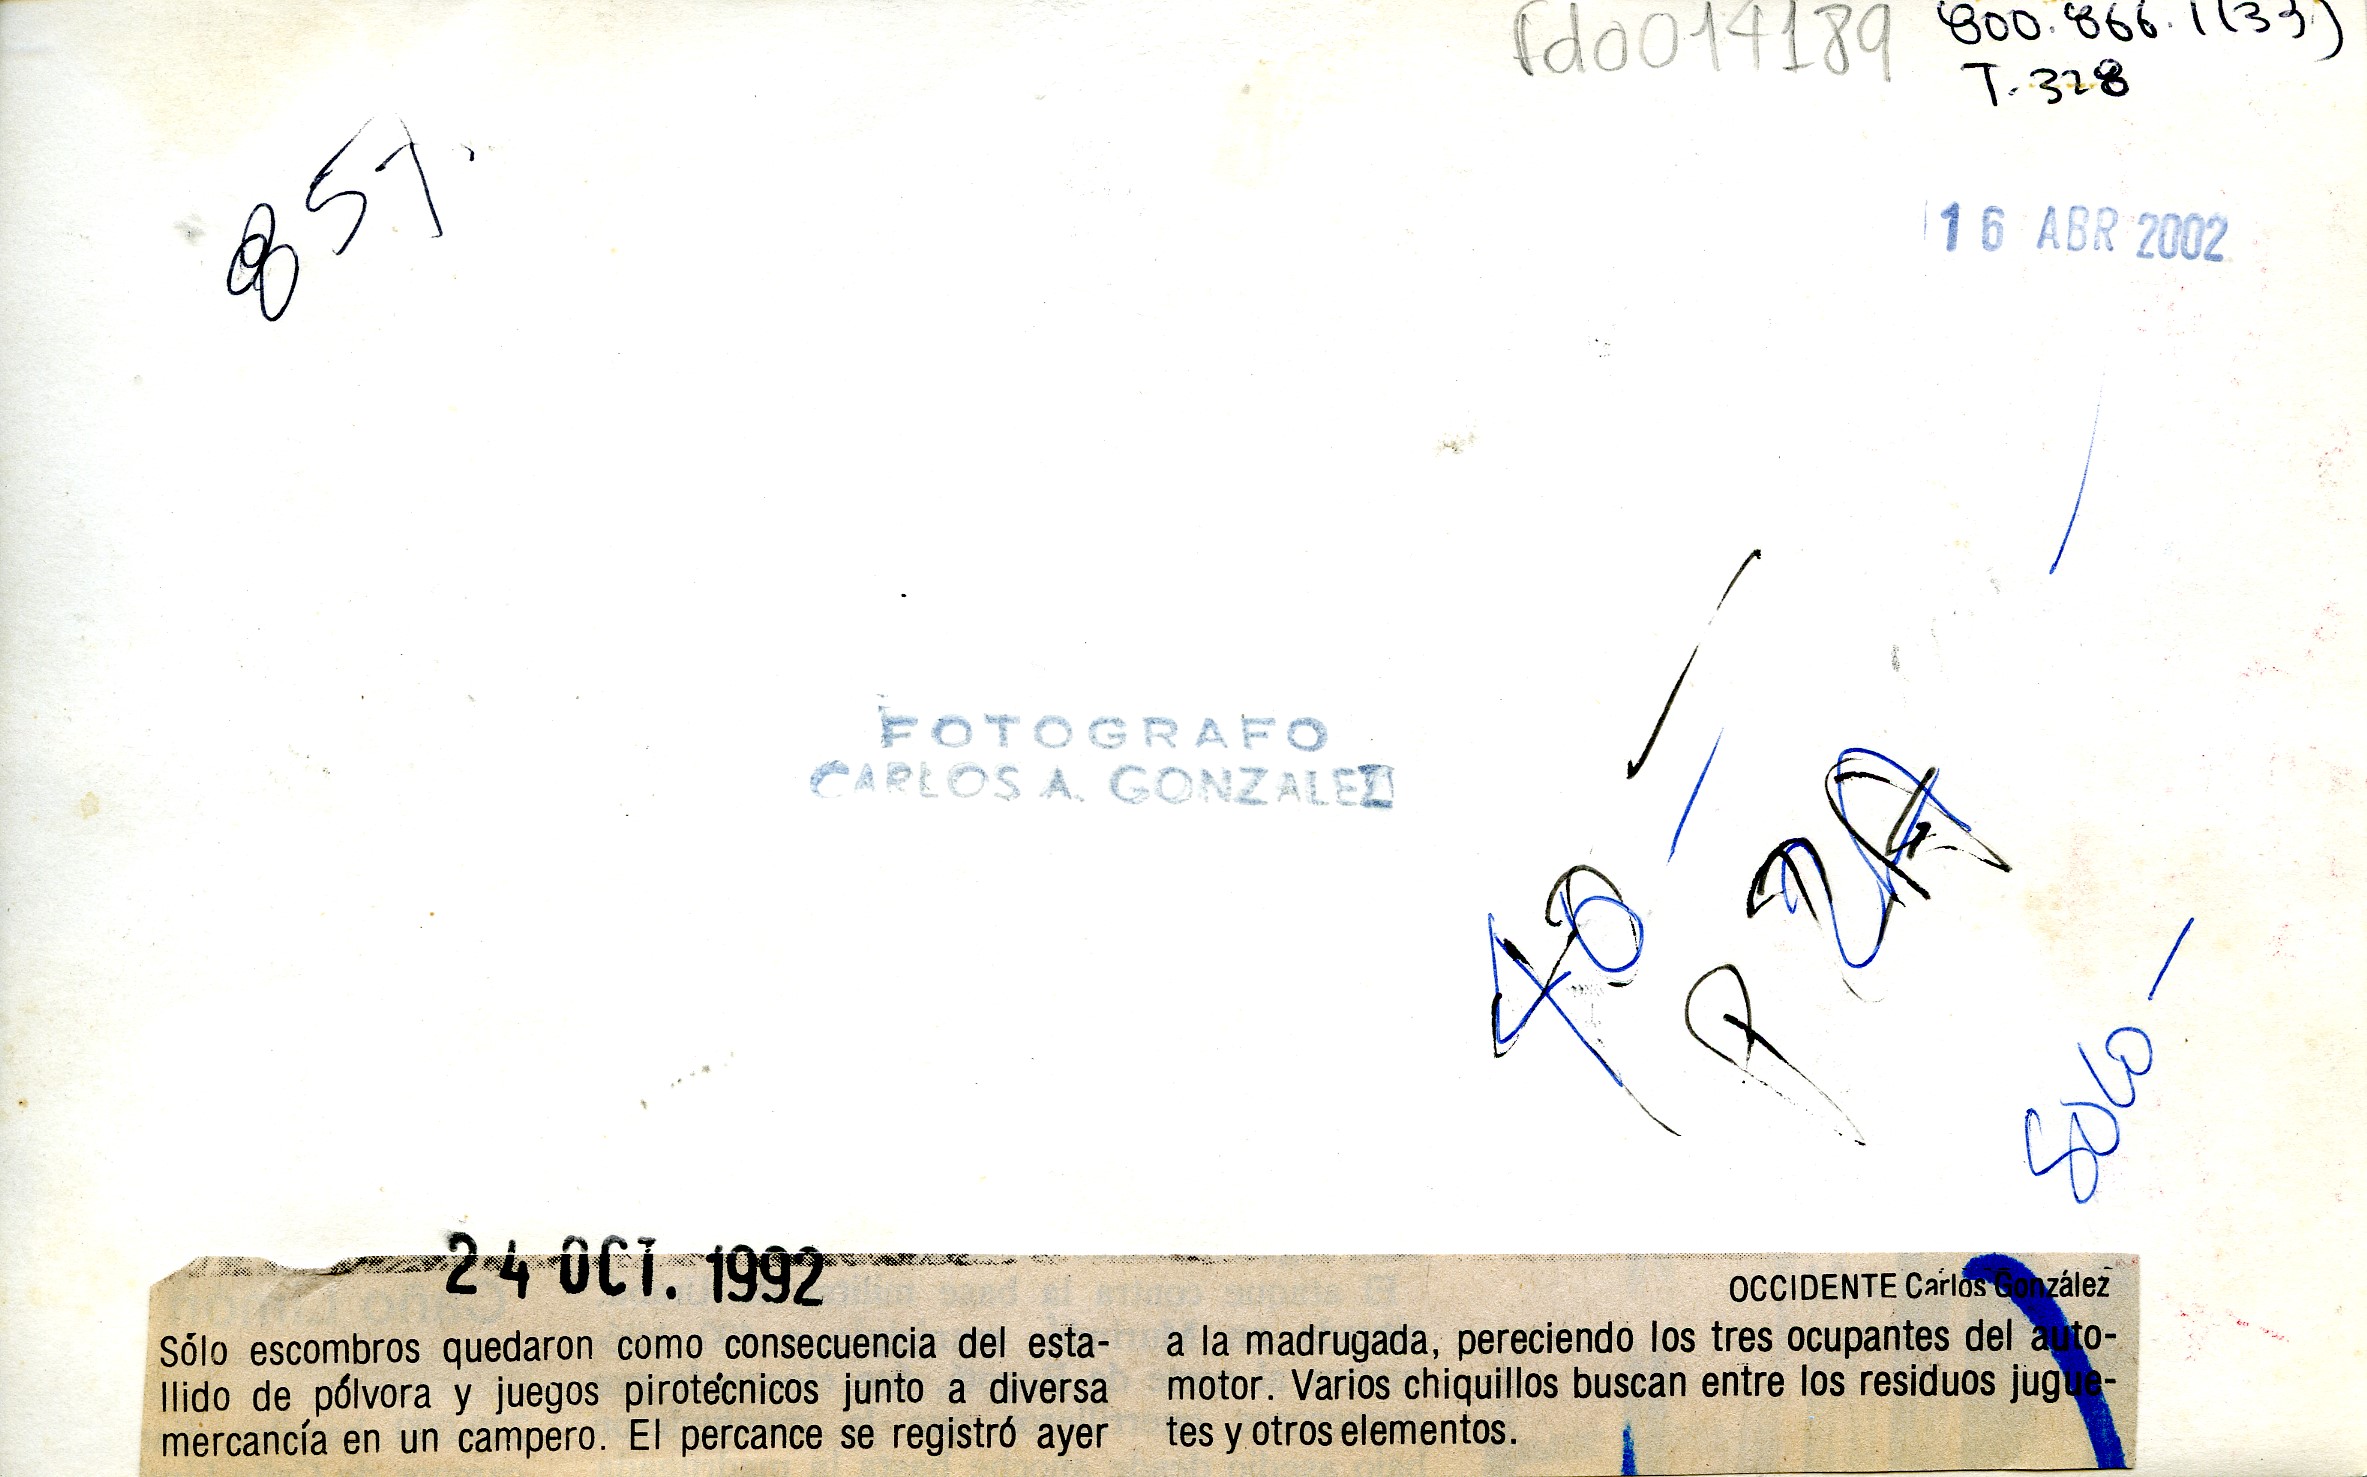 fdo014189
800.866.1(33)
T. 328
857.
16 ABR 2002
FOTOGRAFO
CARLOS A. GONZALEZ
40
SOLO
24 OCT. 1992
OCCIDENTE Carlos González
Sólo escombros quedaron como consecuencia del esta-
llido de pólvora y juegos pirotécnicos junto a diversa
mercancía en un campero. El percance se registró ayer
a la madrugada, pereciendo los tres ocupantes del auto-
motor. Varios chiquillos buscan entre los residuos jugue-
tes y otros elementos.